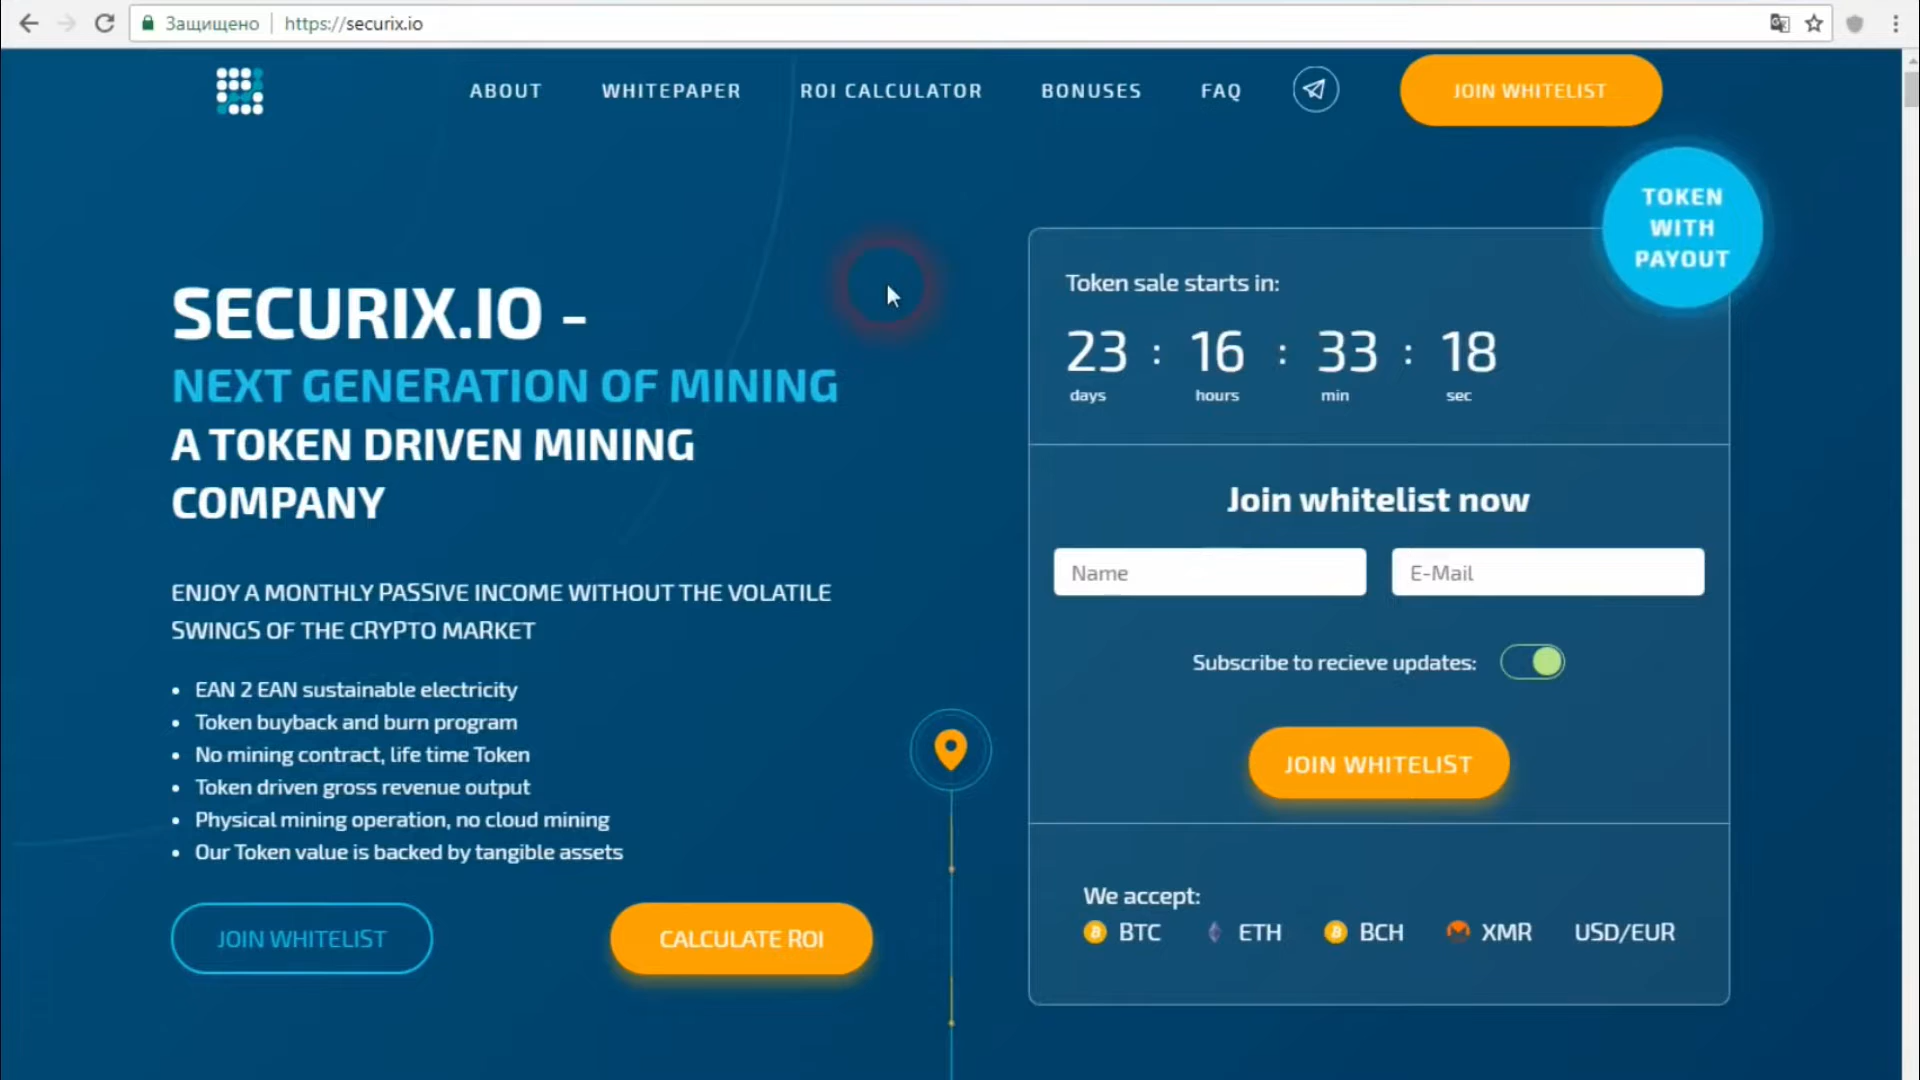 Защищено https://securix.io
ABOUT WHITEPAPER ROI CALCULATOR BONUSES FAQ JOIN WHITELIST
TOKEN
WITH
PAYOUT
SECURIX.IO -
NEXT GENERATION OF MINING
A TOKEN DRIVEN MINING
COMPANY
ENJOY A MONTHLY PASSIVE INCOME WITHOUT THE VOLATILE
SWINGS OF THE CRYPTO MARKET
• EAN 2 EAN sustainable electricity
• Token buyback and burn program
• No mining contract, life time Token
• Token driven gross revenue output
• Physical mining operation, no cloud mining
• Our Token value is backed by tangible assets
JOIN WHITELIST CALCULATE ROI
Token sale starts in:
23 : 16 : 33 : 18
days hours min sec
Join whitelist now
Name E-Mail
Subscribe to recieve updates:
JOIN WHITELIST
We accept:
BTC ETH BCH XMR USD/EUR